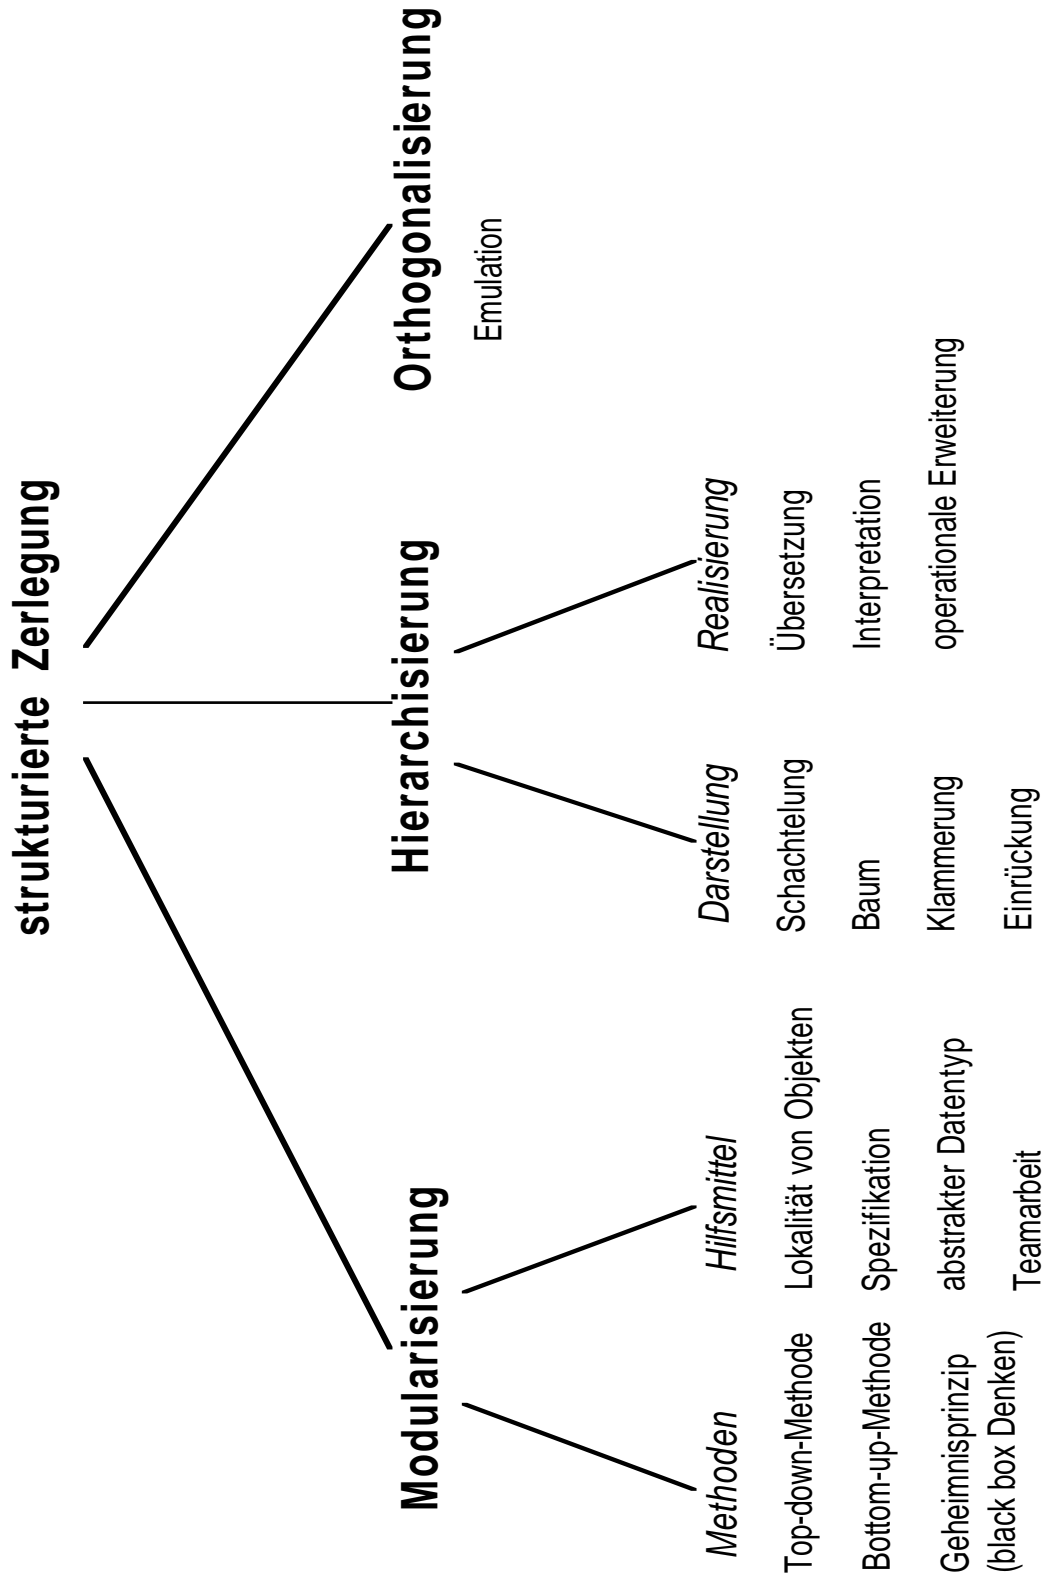 strukturierte Zerlegung
Modularisierung
Hierarchisierung
Orthogonalisierung
Emulation
Methoden
Top-down-Methode
Bottom-up-Methode
Geheimnisprinzip
(black box Denken)
Hilfsmittel
Lokalität von Objekten
Spezifikation
abstrakter Datentyp
Teamarbeit
Darstellung
Schachtelung
Baum
Klammerung
Einrückung
Realisierung
Übersetzung
Interpretation
operationale Erweiterung